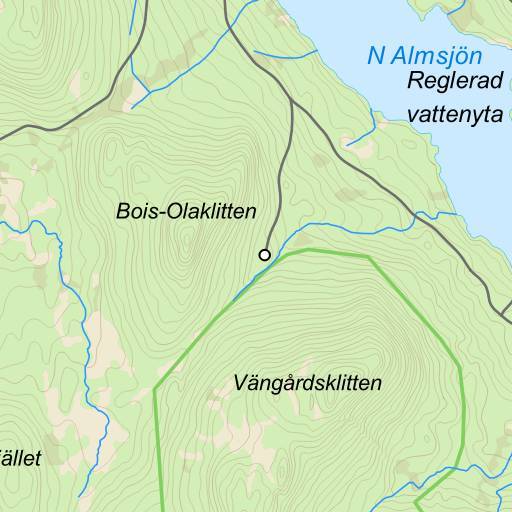 N Almsjön
Reglerad
vattenyta
Bois-Olaklitten
Vängårdsklitten
ället